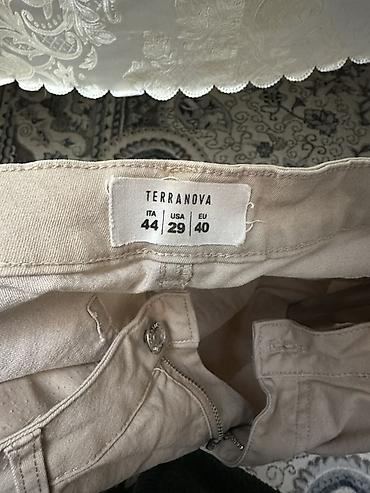 TERRANOVA
ITA USA EU
44 29 40